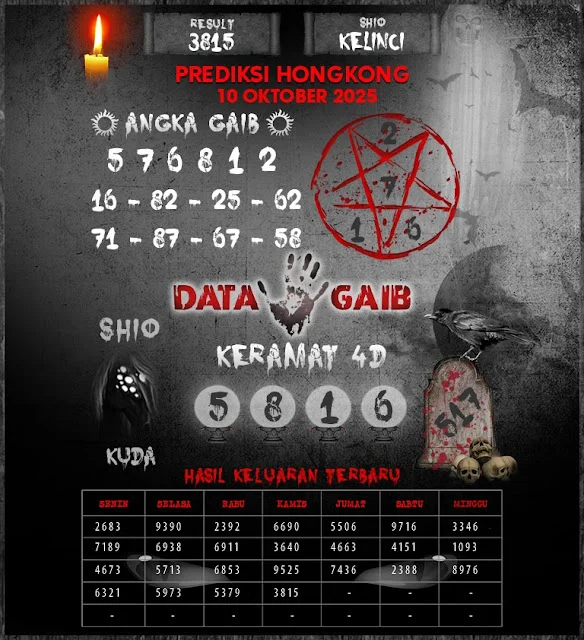 RESULT
3815
SHIO
KELINCI
PREDIKSI HONGKONG
10 OKTOBER 2025
ANGKA GAIB
5 7 6 8 1 2
16 - 82 - 25 - 62
71 - 87 - 67 - 58
2
7
1 5
DATA GAIB
SHIO
KUDA
KERAMAT 4D
5 8 1 6
517
HASIL KELUARAN TERBARU
SENIN SELASA RABU KAMIS JUMAT SABTU MINGGU
2683 9390 2392 6690 5506 9716 3346
7189 6938 6911 3640 4663 4151 1093
4673 5713 6853 9525 7436 2388 8976
6321 5973 5379 3815 - - -
- - - - - - -